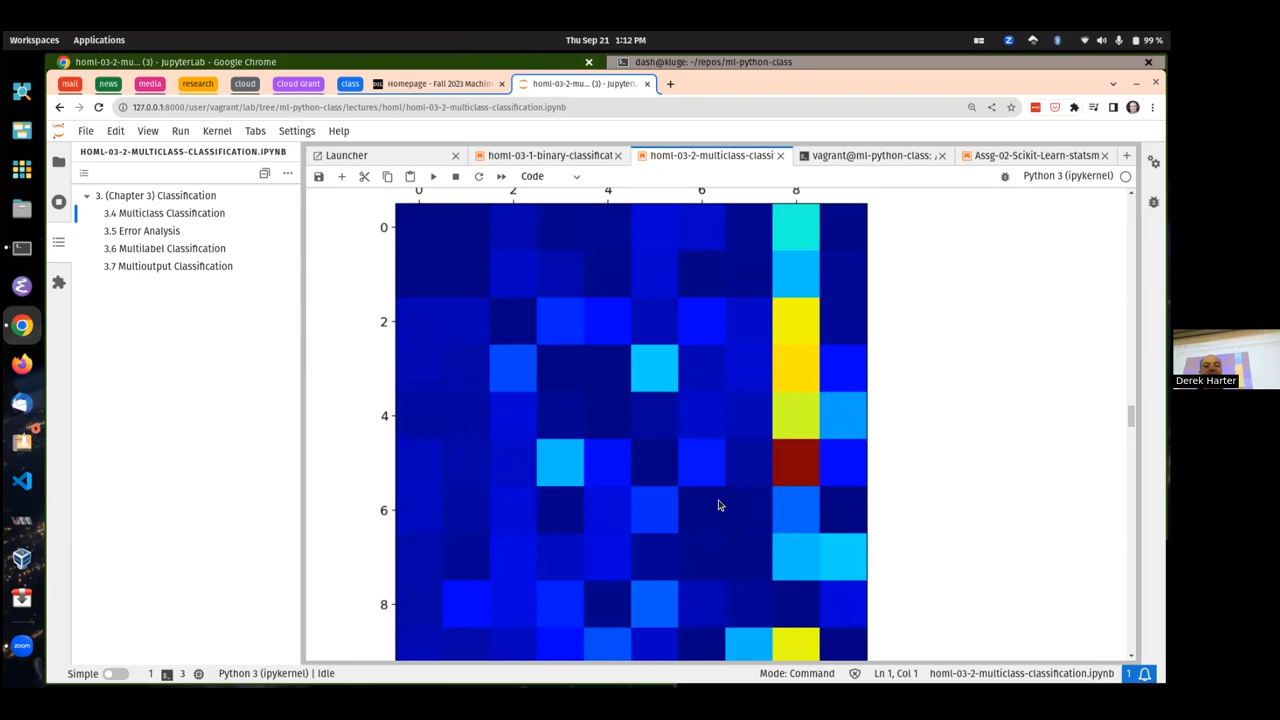 Workspaces Applications Thu Sep 21 1:12 PM 99 %
homl-03-2-mu... (3) - JupyterLab - Google Chrome dash@kluge: ~/repos/ml-python-class
mail news media research cloud Cloud Grant class Homepage - Fall 2023 Machin homl-03-2-mu... (3) - Jupyter
127.0.0.1:8000/user/vagrant/lab/tree/ml-python-class/lectures/homl/homl-03-2-multiclass-classification.ipynb
File Edit View Run Kernel Tabs Settings Help
HOML-03-2-MULTICLASS-CLASSIFICATION.IPYNB Launcher homl-03-1-binary-classificat homl-03-2-multiclass-classi vagrant@ml-python-class: / Assg-02-Scikit-Learn-statsm
Code Python 3 (ipykernel)
3. (Chapter 3) Classification
3.4 Multiclass Classification
3.5 Error Analysis
3.6 Multilabel Classification
3.7 Multioutput Classification
0 2 4 6 8
0
2
4
6
8
Derek Harter
zoom
Simple 1 3 Python 3 (ipykernel) | Idle Mode: Command Ln 1, Col 1 homl-03-2-multiclass-classification.ipynb 1